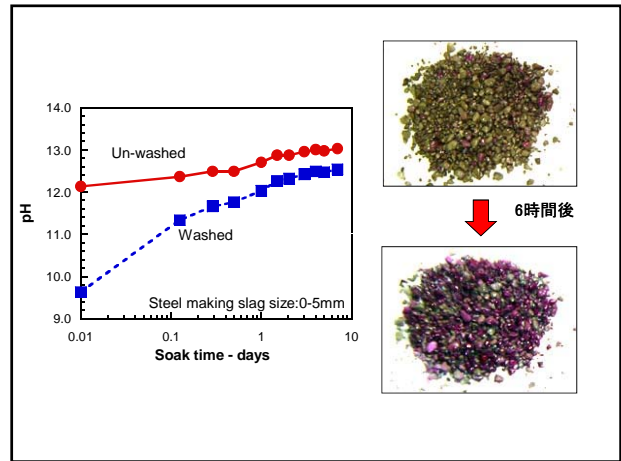 14.0
13.0
12.0
11.0
10.0
9.0
pH
Un-washed
Washed
Steel making slag size:0-5mm
0.01
0.1
1
10
Soak time - days
6時間後